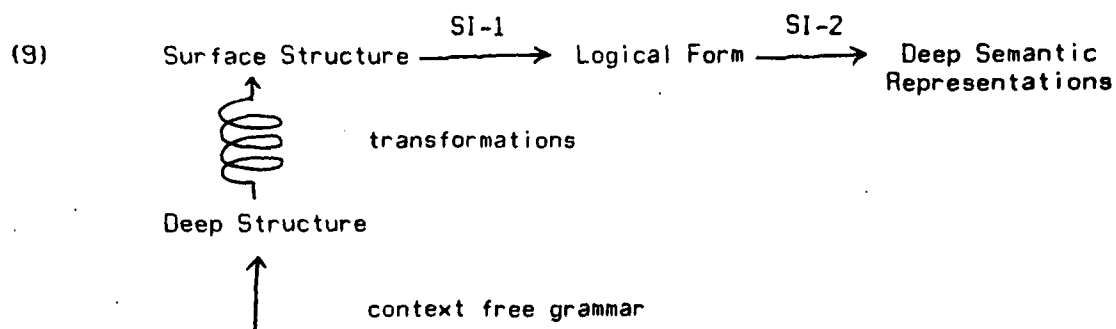 SI-1 SI-2
(9) Surface Structure Logical Form Deep Semantic
Representations
transformations
Deep Structure
context free grammar